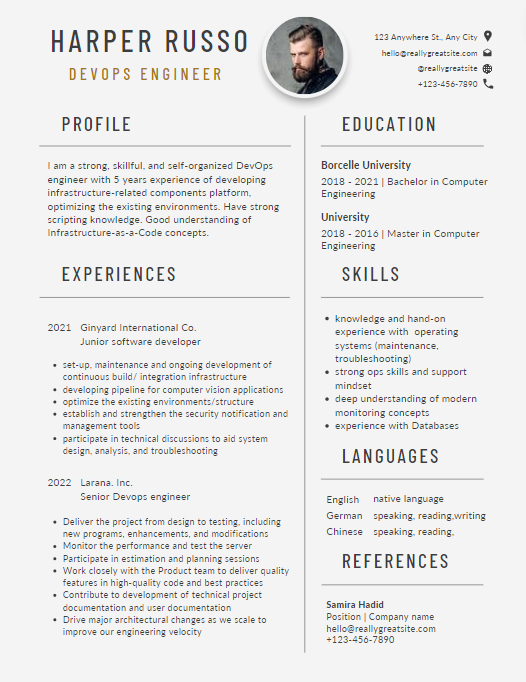 HARPER RUSSO
DEVOPS ENGINEER
123 Anywhere St., Any City
hello@reallygreatsite.com
@reallygreatsite
+123-456-7890
PROFILE
I am a strong, skillful, and self-organized DevOps
engineer with 5 years experience of developing
infrastructure-related components platform,
optimizing the existing environments. Have strong
scripting knowledge. Good understanding of
Infrastructure-as-a-Code concepts.
EXPERIENCES
2021 Ginyard International Co.
Junior software developer
• set-up, maintenance and ongoing development of
continuous build/ integration infrastructure
• developing pipeline for computer vision applications
• optimize the existing environments/structure
• establish and strengthen the security notification and
management tools
• participate in technical discussions to aid system
design, analysis, and troubleshooting
2022 Larana. Inc.
Senior Devops engineer
• Deliver the project from design to testing, including
new programs, enhancements, and modifications
• Monitor the performance and test the server
• Participate in estimation and planning sessions
• Work closely with the Product team to deliver quality
features in high-quality code and best practices
• Contribute to development of technical project
documentation and user documentation
• Drive major architectural changes as we scale to
improve our engineering velocity
EDUCATION
Borcelle University
2018 - 2021 | Bachelor in Computer
Engineering
University
2018 - 2016 | Master in Computer
Engineering
SKILLS
• knowledge and hand-on
experience with operating
systems (maintenance,
troubleshooting)
• strong ops skills and support
mindset
• deep understanding of modern
monitoring concepts
• experience with Databases
LANGUAGES
English native language
German speaking, reading,writing
Chinese speaking, reading,
REFERENCES
Samira Hadid
Position | Company name
hello@reallygreatsite.com
+123-456-7890